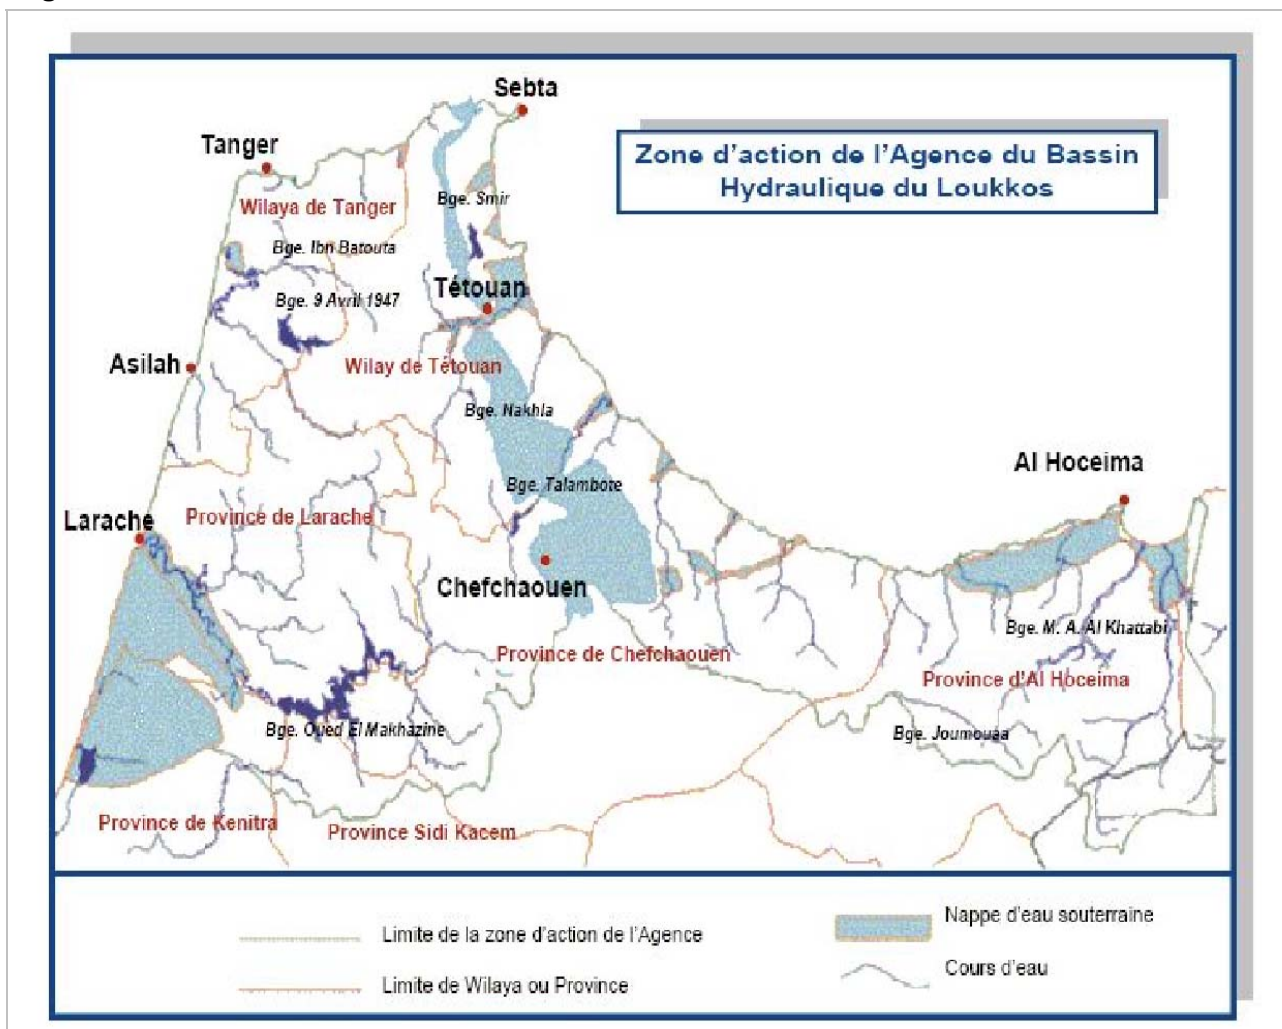 Sebta
Tanger
Zone d'action de l'Agence du Bassin
Hydraulique du Loukkos
Bge. Smir
Wilaya de Tanger
Bge. Ibn Batouta
Tétouan
Bge. 9 Avril 1947
Asilah
Wilay de Tétouan
Bge. Nakhla
Al Hoceima
Bge. Talambote
Larache
Province de Larache
Chefchaouen
Bge. M. A. Al Khattabi
Province de Chefchaouen
Province d'Al Hoceima
Bge. Oued El Makhazine
Bge. Joumouaa
Province de Kenitra
Province Sidi Kacem
Limite de la zone d'action de l'Agence
Limite de Wilaya ou Province
Nappe d'eau souterraine
Cours d'eau